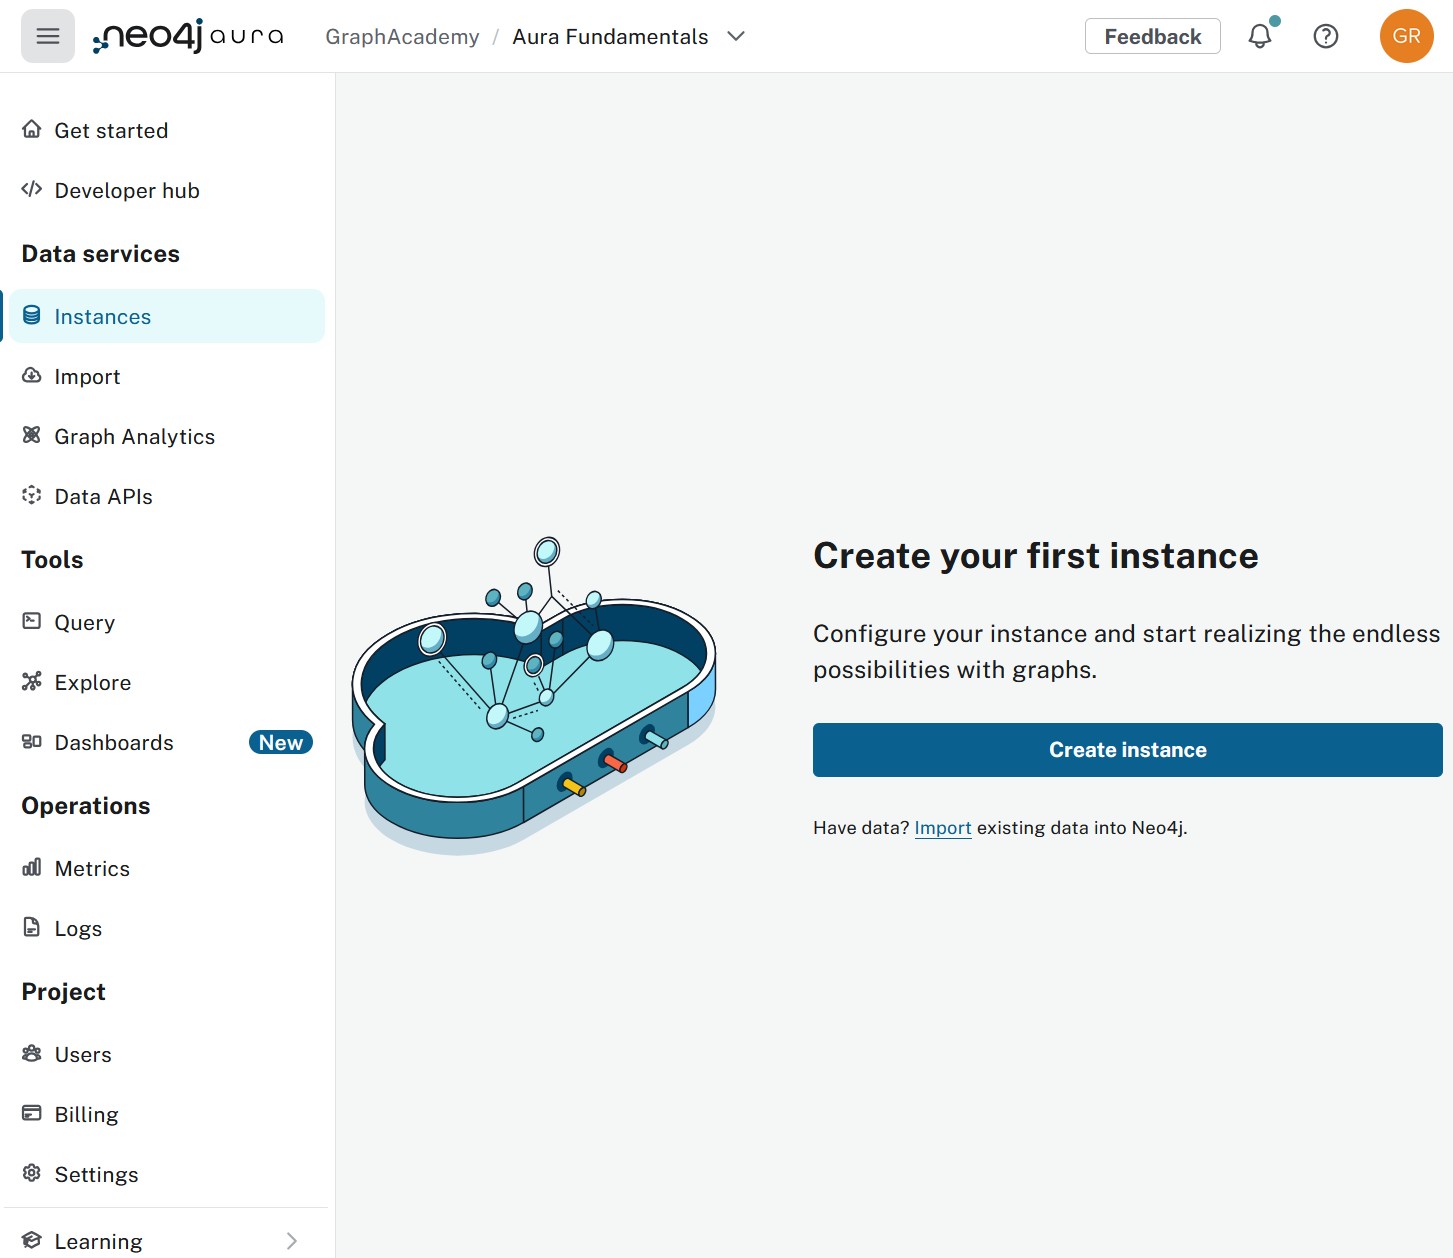 neo4j aura
GraphAcademy / Aura Fundamentals
Feedback
GR
Get started
Developer hub
Data services
Instances
Import
Graph Analytics
Data APIs
Tools
Query
Explore
Dashboards New
Operations
Metrics
Logs
Project
Users
Billing
Settings
Learning
Create your first instance
Configure your instance and start realizing the endless
possibilities with graphs.
Create instance
Have data? Import existing data into Neo4j.